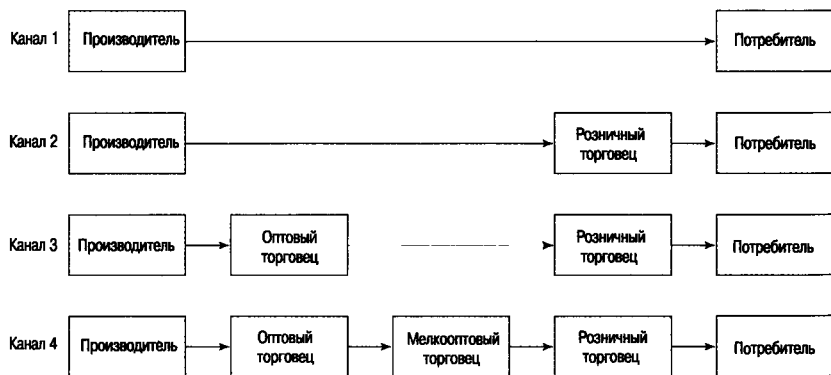 Канал 1
Производитель
Потребитель
Канал 2
Производитель
Розничный
торговец
Потребитель
Канал 3
Производитель
Оптовый
торговец
Розничный
торговец
Потребитель
Канал 4
Производитель
Оптовый
торговец
Мелкооптовый
торговец
Розничный
торговец
Потребитель